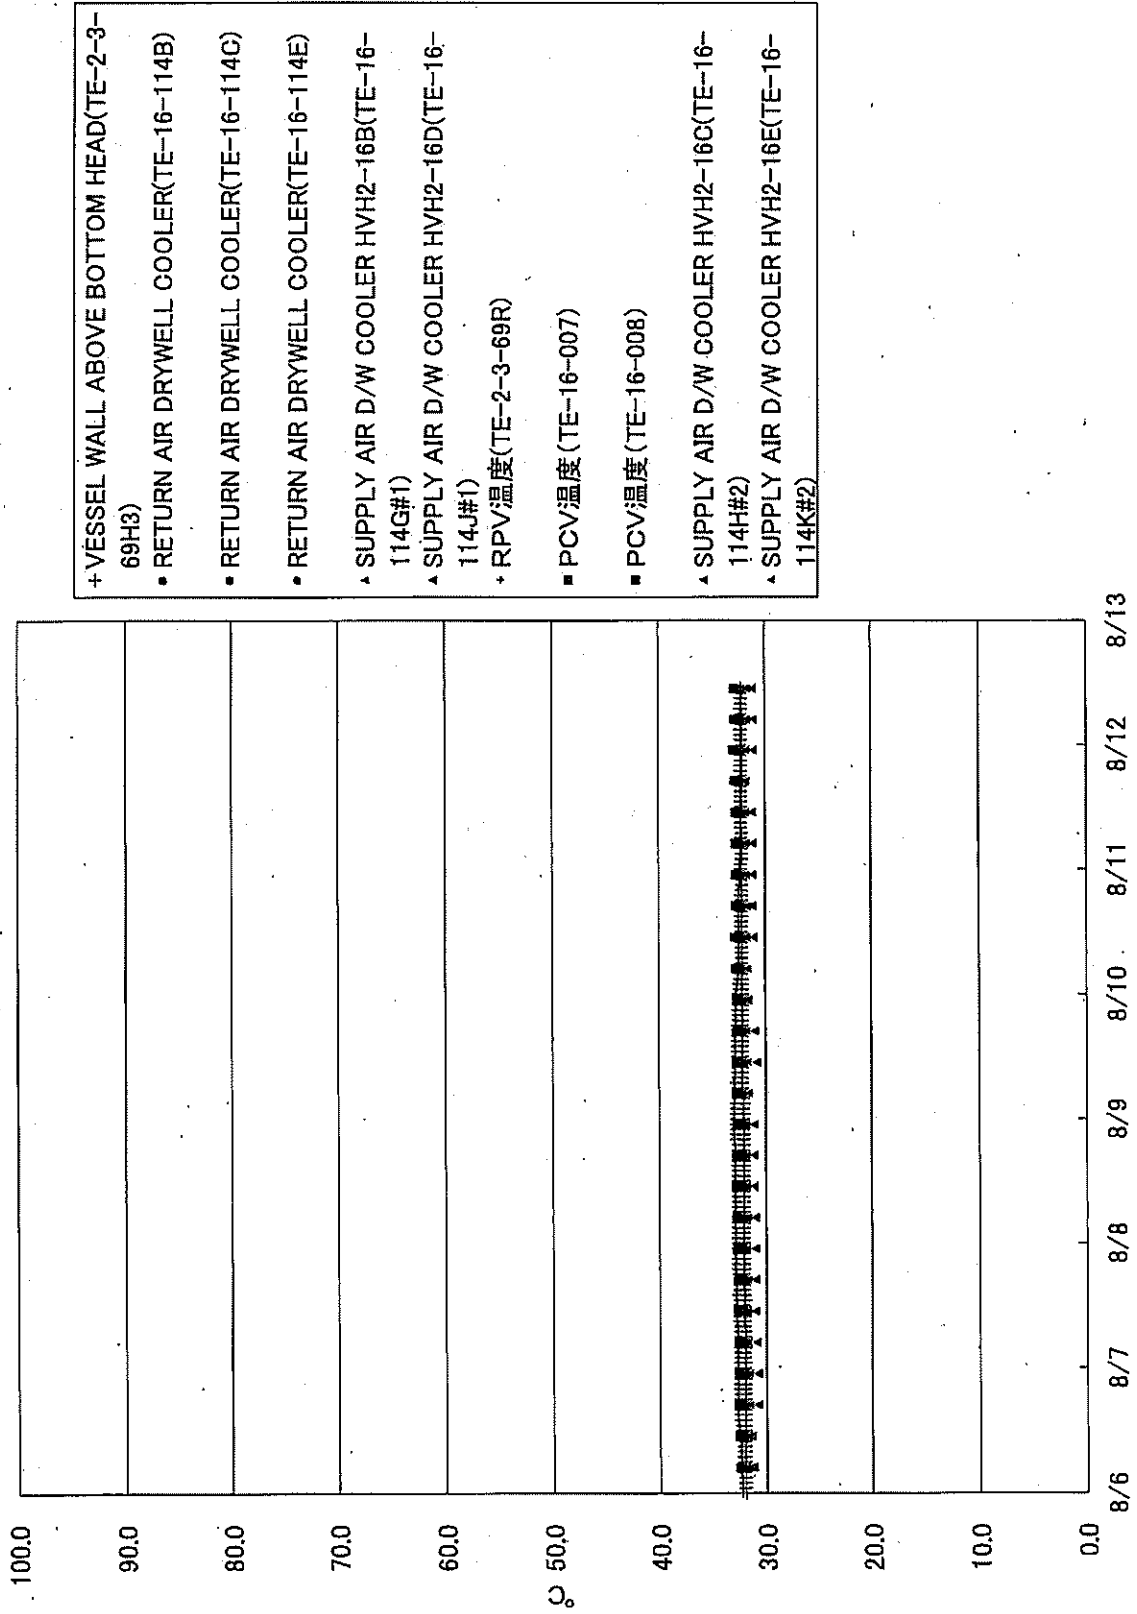 100.0
90.0
80.0
70.0
60.0
50.0
40.0
30.0
20.0
10.0
0.0
°C
8/6
8/7
8/8
8/9
8/10
8/11
8/12
8/13
+VESSEL WALL ABOVE BOTTOM HEAD(TE-2-3-
69H3)
● RETURN AIR DRYWELL COOLER(TE-16-114B)
● RETURN AIR DRYWELL COOLER(TE-16-114C)
● RETURN AIR DRYWELL COOLER(TE-16-114E)
▲ SUPPLY AIR D/W COOLER HVH2-16B(TE-16-
114G#1)
▲ SUPPLY AIR D/W COOLER HVH2-16D(TE-16-
114J#1)
+ RPV温度(TE-2-3-69R)
■ PCV温度(TE-16-007)
■ PCV温度(TE-16-008)
▲ SUPPLY AIR D/W COOLER HVH2-16C(TE-16-
114H#2)
▲ SUPPLY AIR D/W COOLER HVH2-16E(TE-16-
114K#2)